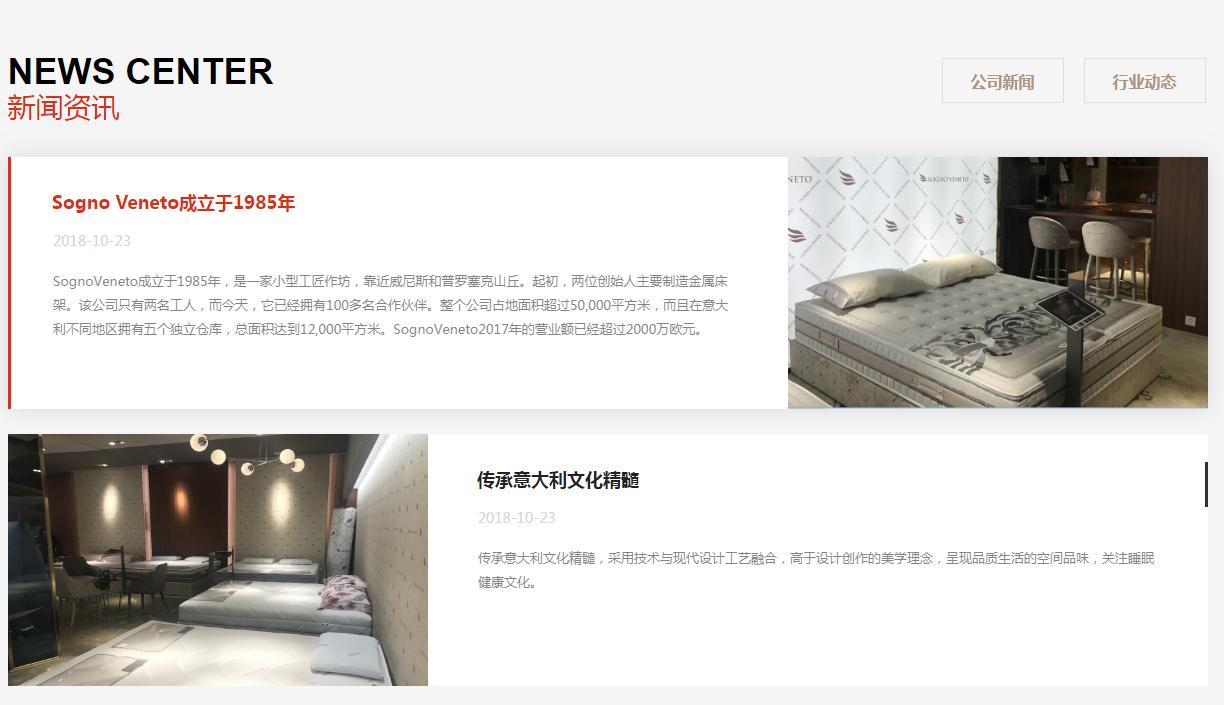 NEWS CENTER
新闻资讯
公司新闻
行业动态
Sogno Veneto成立于1985年
2018-10-23
SognoVeneto成立于1985年，是一家小型工匠作坊，靠近威尼斯和普罗塞克山丘。起初，两位创始人主要制造金属床
架。该公司只有两名工人，而今天，它已经拥有100多名合作伙伴。整个公司占地面积超过50,000平方米，而且在意大
利不同地区拥有五个独立仓库，总面积达到12,000平方米。SognoVeneto2017年的营业额已经超过2000万欧元。
NETO
SOGNO VENETO
传承意大利文化精髓
2018-10-23
传承意大利文化精髓，采用技术与现代设计工艺融合，高于设计创作的美学理念，呈现品质生活的空间品味，关注睡眠
健康文化。